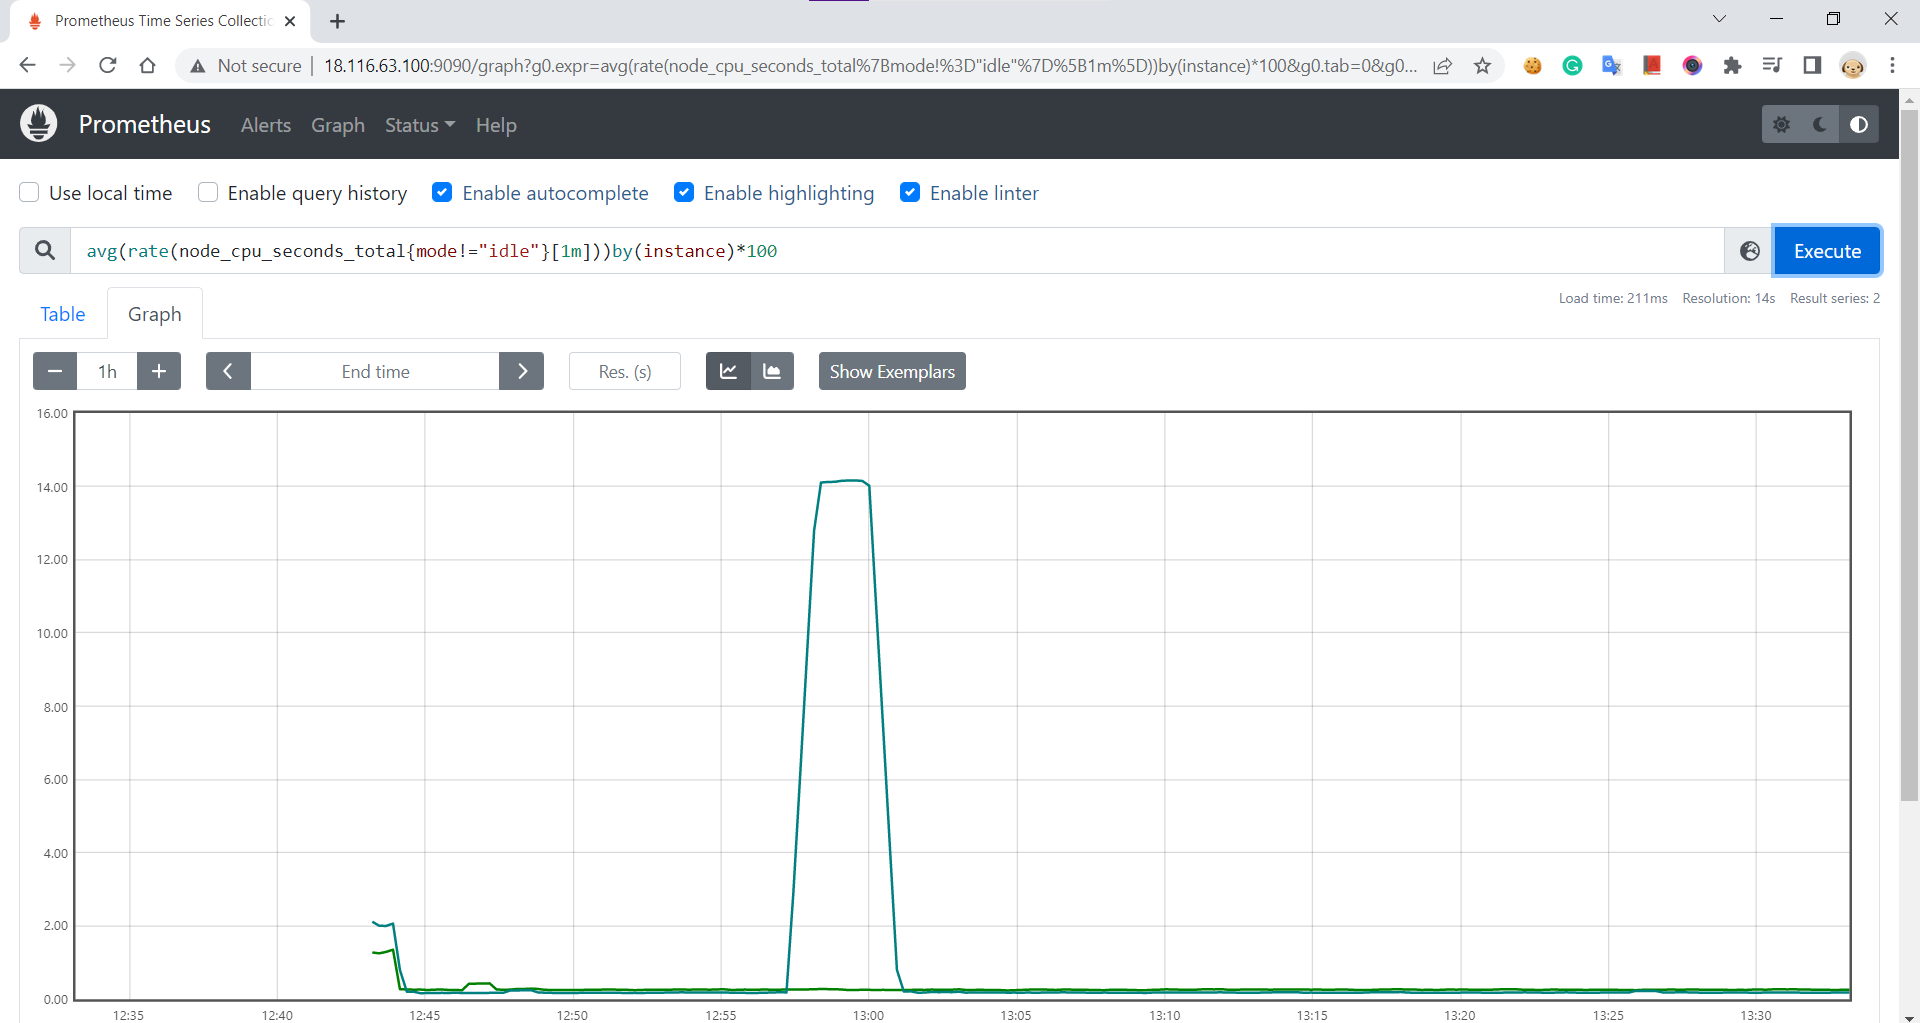 Prometheus Time Series Collectio
Not secure
18.116.63.100:9090/graph?g0.expr=avg(rate(node_cpu_seconds_total%7Bmode!%3D"idle"%7D%5B1m%5D))by(instance)*100&g0.tab=0&g0...
Prometheus
Alerts
Graph
Status
Help
Use local time
Enable query history
Enable autocomplete
Enable highlighting
Enable linter
avg(rate(node_cpu_seconds_total{mode!="idle"}[1m]))by(instance)*100
Execute
Table
Graph
Load time: 211ms
Resolution: 14s
Result series: 2
1h
End time
Res. (s)
Show Exemplars
16.00
14.00
12.00
10.00
8.00
6.00
4.00
2.00
0.00
12:35
12:40
12:45
12:50
12:55
13:00
13:05
13:10
13:15
13:20
13:25
13:30